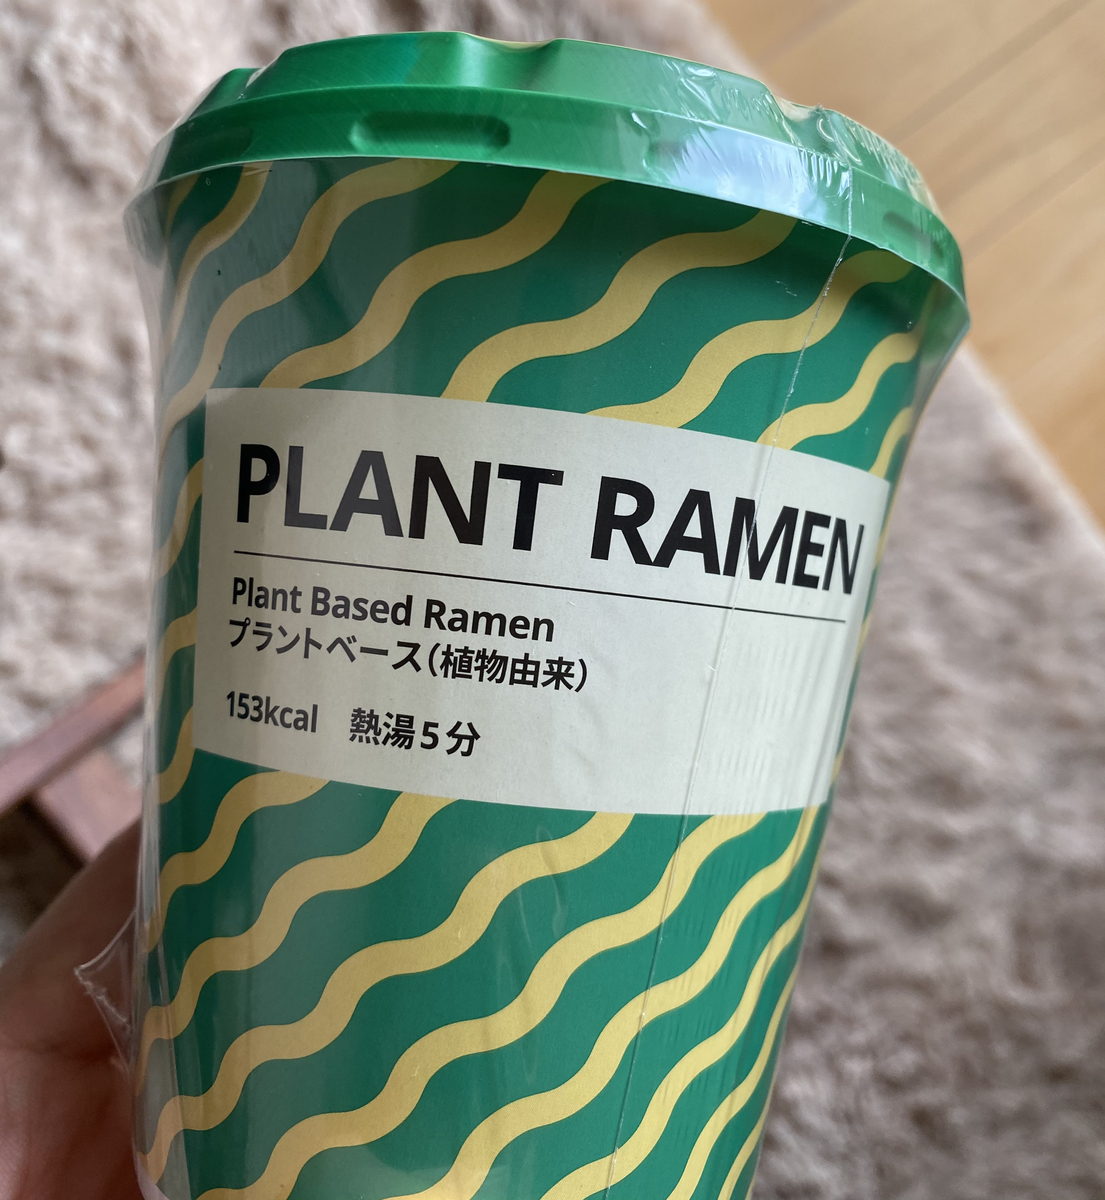 PLANT RAMEN
Plant Based Ramen
プラントベース(植物由来)
153kcal 熱湯5分